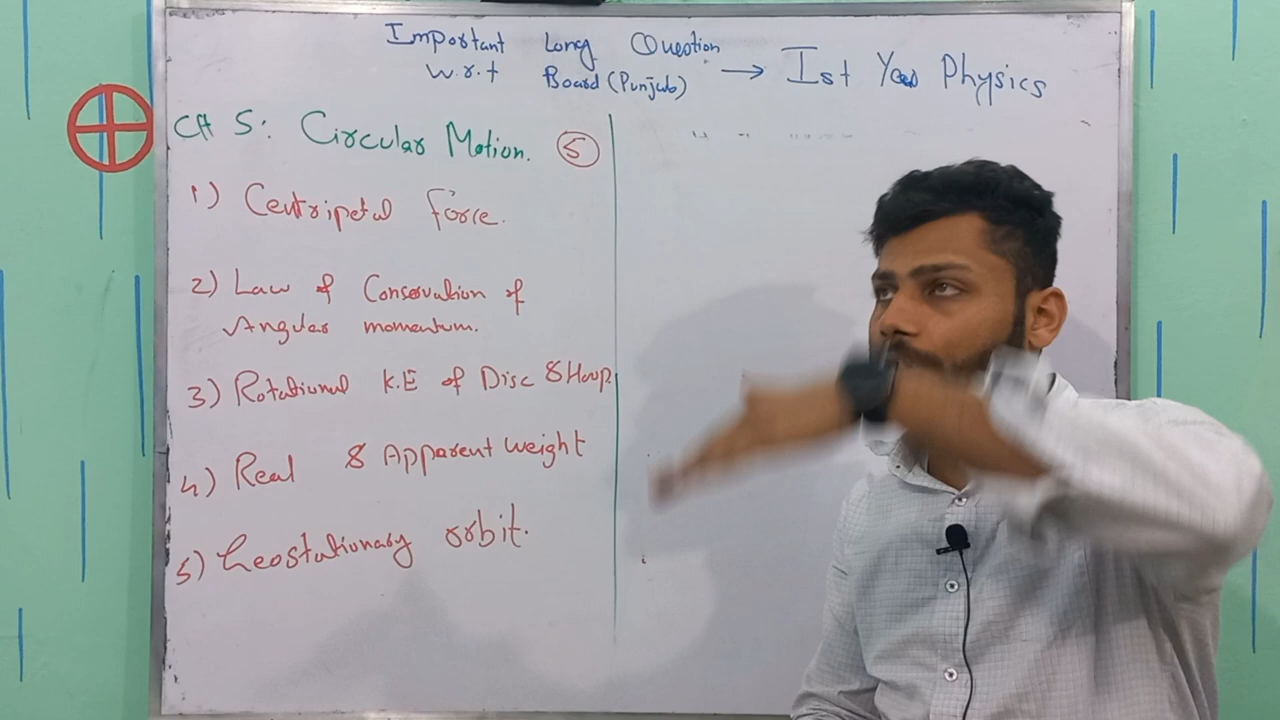 Important Long Question
w.r.t Board (Punjab) → Ist Year Physics
CH 5: Circular Motion. 5
1) Centripetal force.
2) Law of Conservation of
Angular momentum.
3) Rotational K.E of Disc & Hoop
4) Real & Apparent weight
5) Geostationary orbit.